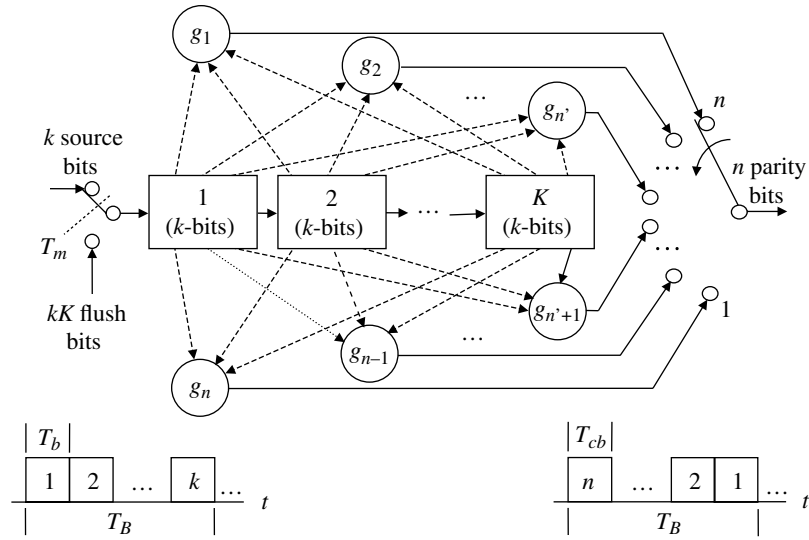 g1
g2
...
gn'
n
k source
bits
...
n parity
bits
1
(k-bits)
2
(k-bits)
...
K
(k-bits)
Tm
...
kK flush
bits
gn'+1
1
...
gn–1
gn
Tb
1 2 ... k ... t
TB
Tcb
n ... 2 1 ... t
TB